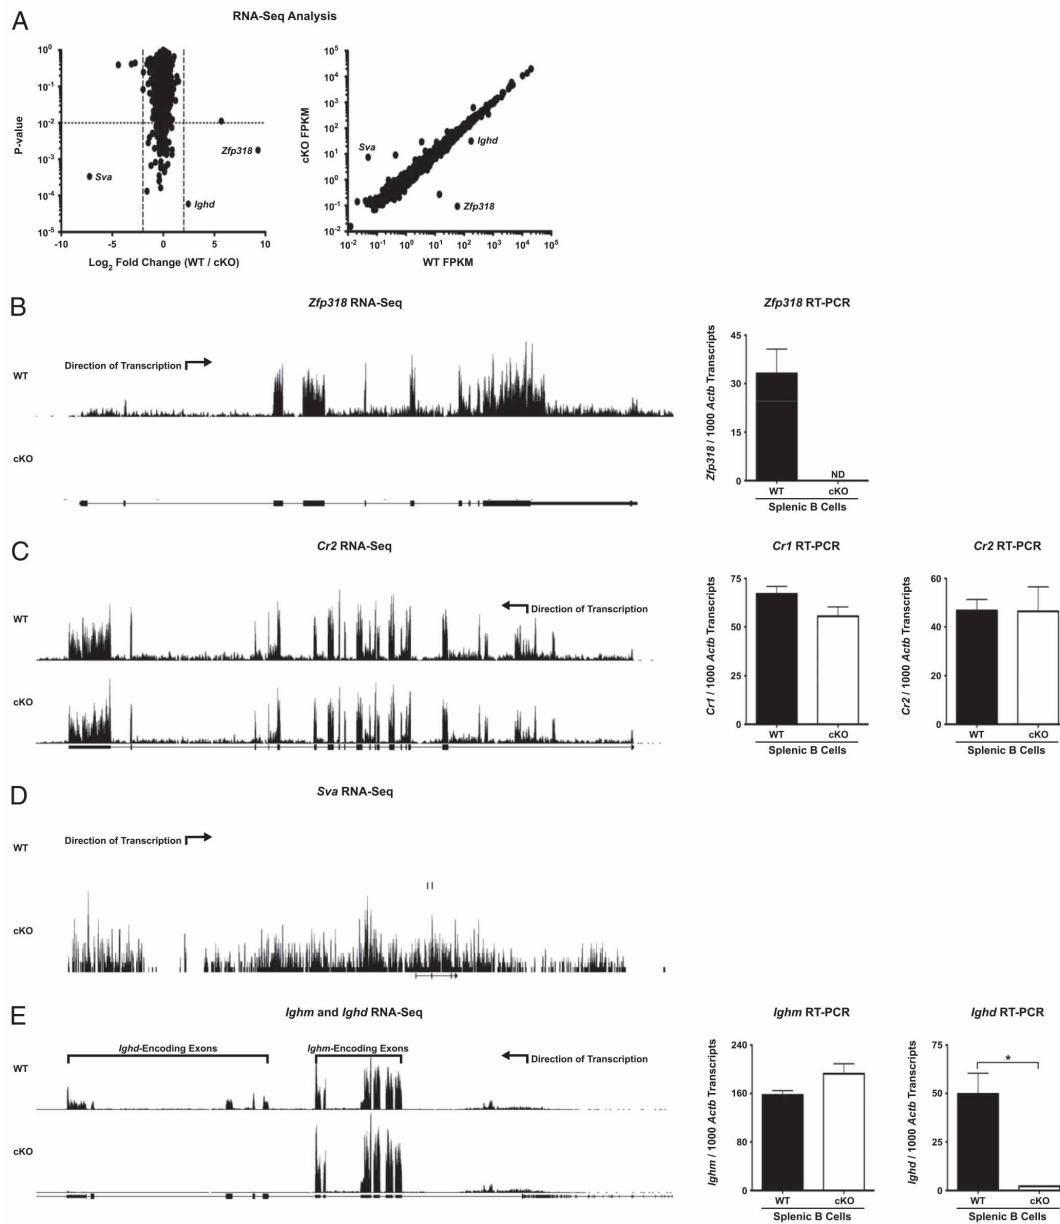 A
RNA-Seq Analysis
P-value
10^0
10^-1
10^-2
10^-3
10^-4
10^-5
Zfp318
Sva
Ighd
-10 -5 0 5 10
Log2 Fold Change (WT / cKO)
cKO FPKM
10^5
10^4
10^3
10^2
10^1
10^0
10^-1
10^-2
Sva
Ighd
Zfp318
10^-2 10^-1 10^0 10^1 10^2 10^3 10^4 10^5
WT FPKM
B
Zfp318 RNA-Seq
Direction of Transcription
WT
cKO
Zfp318 RT-PCR
Zfp318 / 1000 Actb Transcripts
45
30
15
0
ND
WT cKO
Splenic B Cells
C
Cr2 RNA-Seq
Direction of Transcription
WT
cKO
Cr1 RT-PCR
Cr1 / 1000 Actb Transcripts
75
50
25
0
WT cKO
Splenic B Cells
Cr2 RT-PCR
Cr2 / 1000 Actb Transcripts
60
40
20
0
WT cKO
Splenic B Cells
D
Sva RNA-Seq
Direction of Transcription
WT
cKO
E
Ighm and Ighd RNA-Seq
Ighd-Encoding Exons
Ighm-Encoding Exons
Direction of Transcription
WT
cKO
Ighm RT-PCR
Ighm / 1000 Actb Transcripts
240
160
80
0
WT cKO
Splenic B Cells
Ighd RT-PCR
Ighd / 1000 Actb Transcripts
75
50
25
0
*
WT cKO
Splenic B Cells